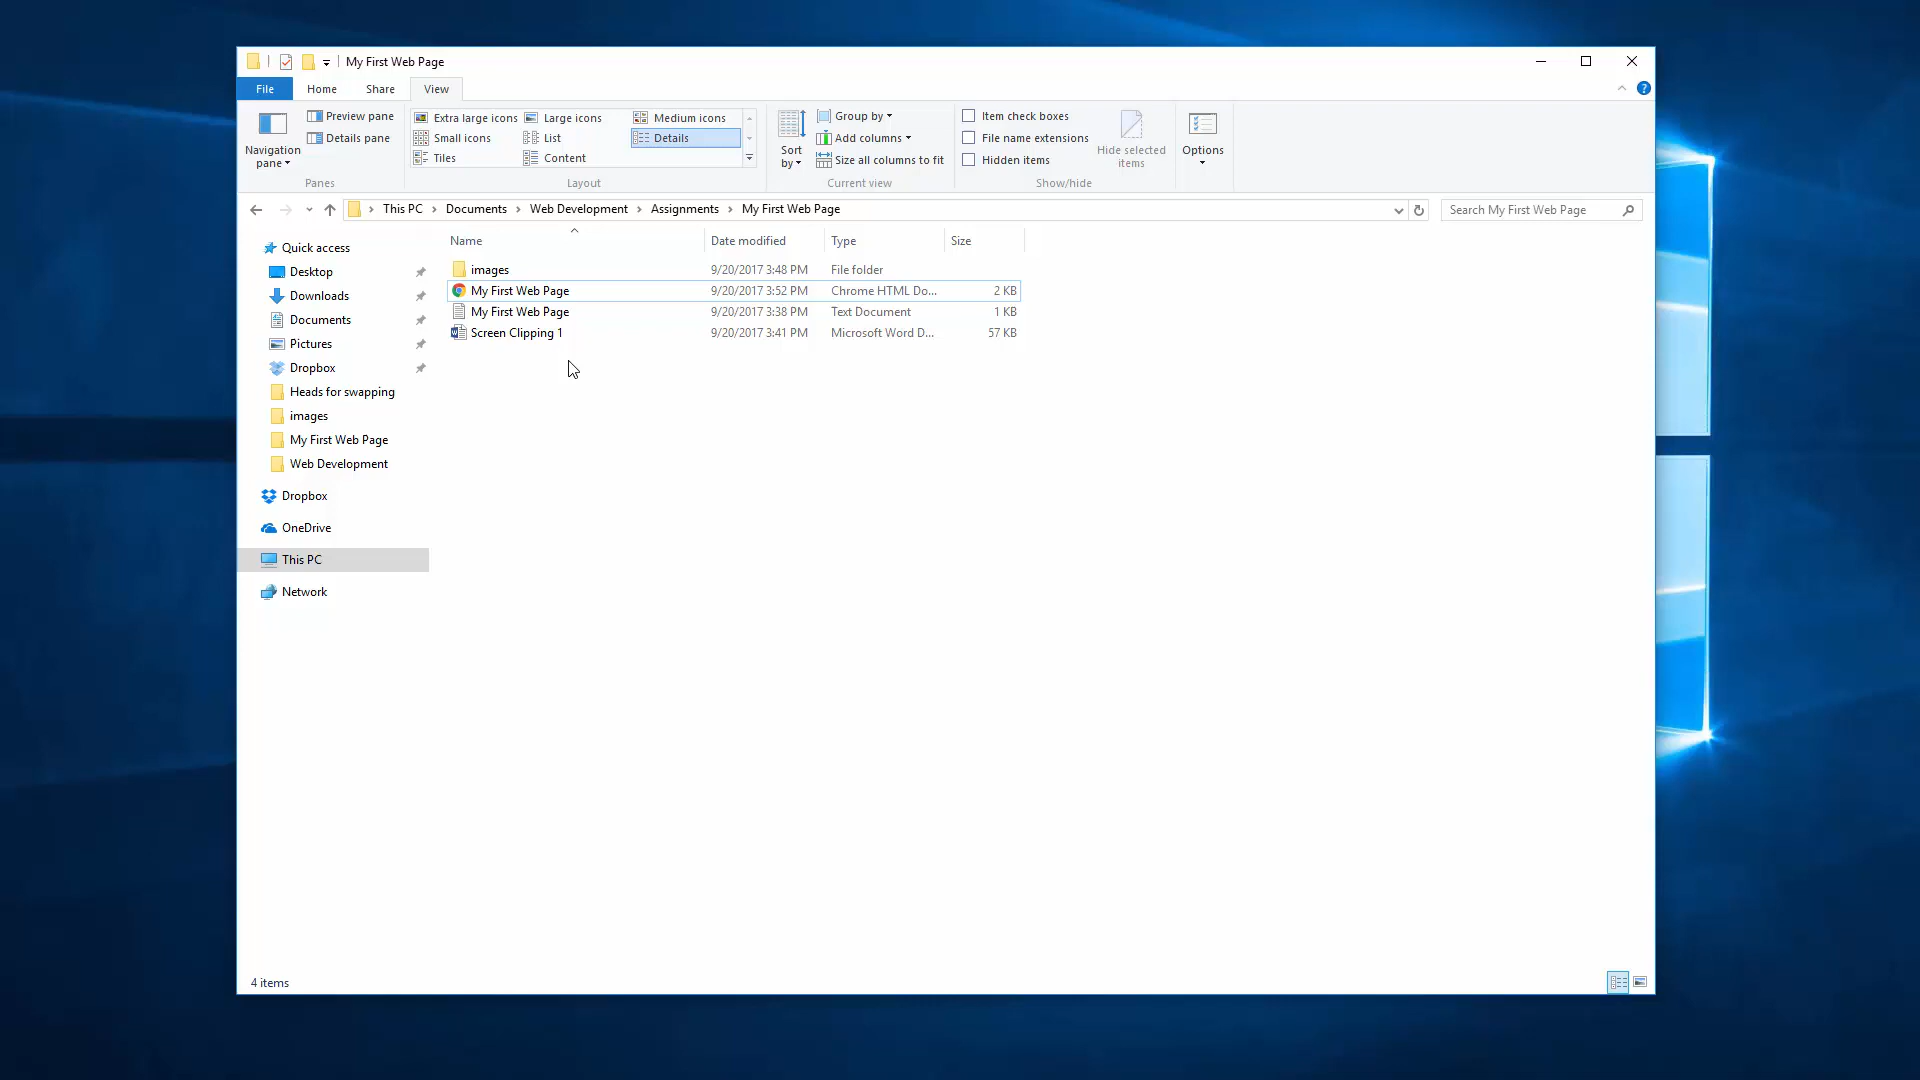 My First Web Page
File Home Share View
Navigation pane
Preview pane
Details pane
Panes
Extra large icons Large icons Medium icons
Small icons List Details
Tiles Content
Layout
Sort by
Group by
Add columns
Size all columns to fit
Current view
Item check boxes
File name extensions
Hidden items
Hide selected items
Show/hide
Options
This PC > Documents > Web Development > Assignments > My First Web Page
Search My First Web Page
Quick access
Desktop
Downloads
Documents
Pictures
Dropbox
Heads for swapping
images
My First Web Page
Web Development
Dropbox
OneDrive
This PC
Network
Name Date modified Type Size
images 9/20/2017 3:48 PM File folder
My First Web Page 9/20/2017 3:52 PM Chrome HTML Do... 2 KB
My First Web Page 9/20/2017 3:38 PM Text Document 1 KB
Screen Clipping 1 9/20/2017 3:41 PM Microsoft Word D... 57 KB
4 items